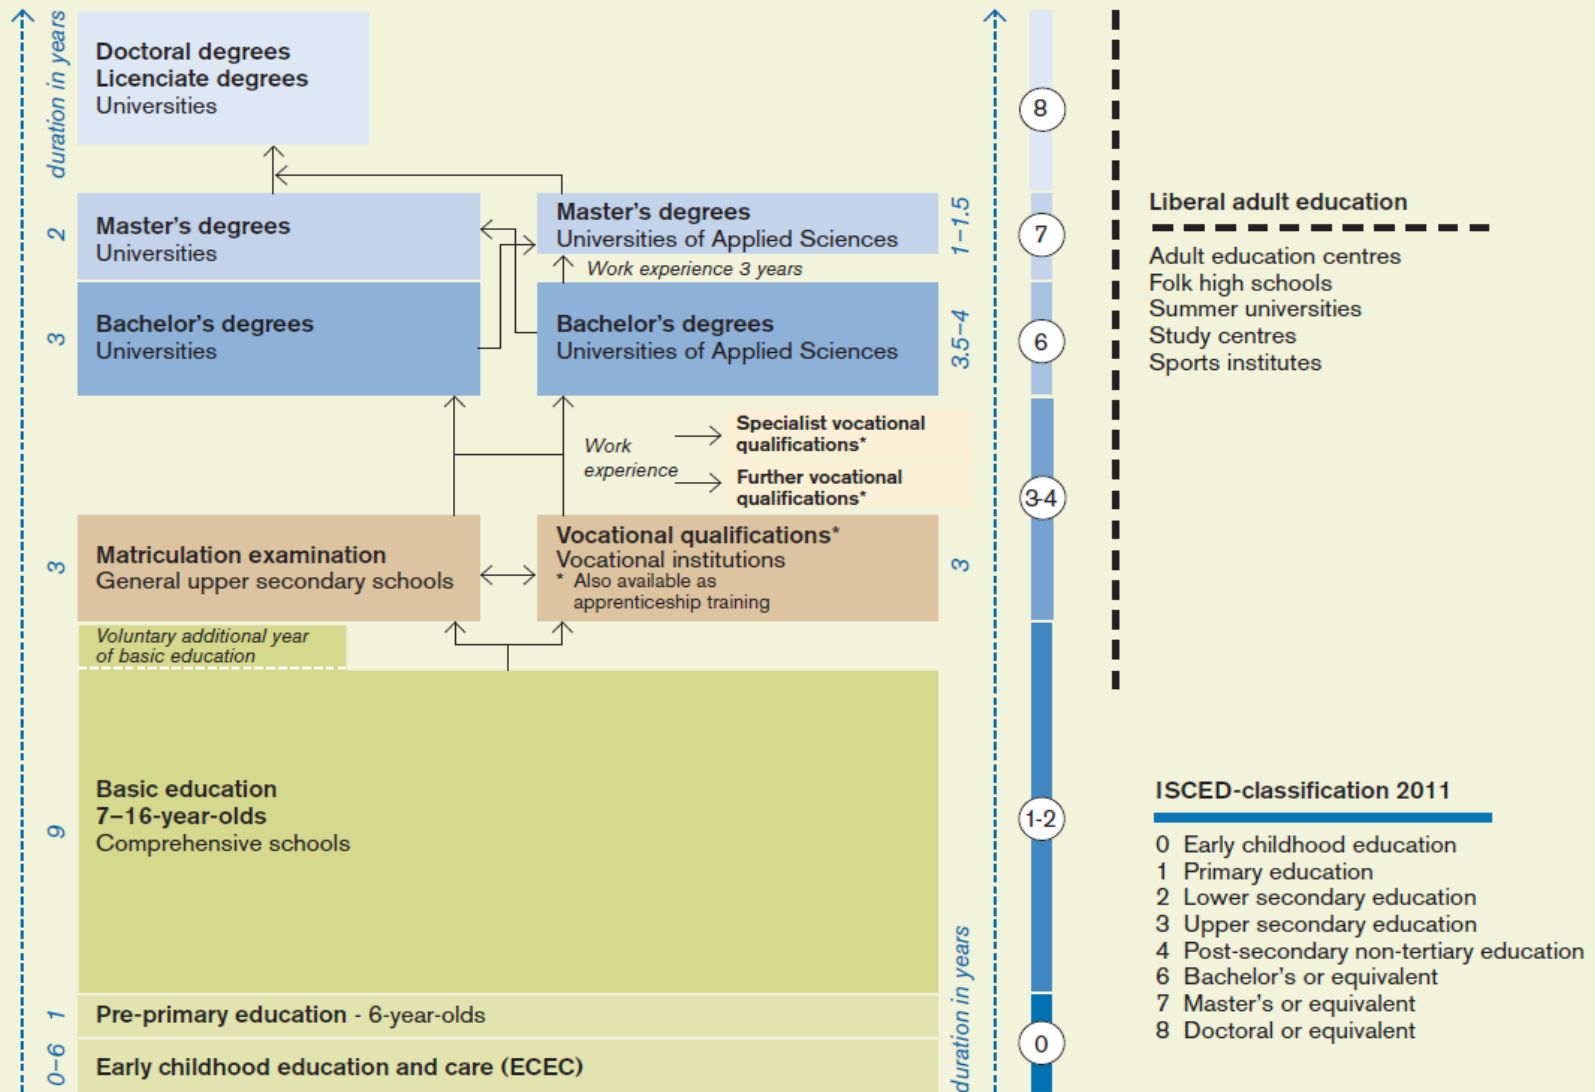 duration in years
Doctoral degrees
Licenciate degrees
Universities
8
2
Master's degrees
Universities
Master's degrees
Universities of Applied Sciences
1–1.5
7
Work experience 3 years
3
Bachelor's degrees
Universities
Bachelor's degrees
Universities of Applied Sciences
3.5–4
6
Work
experience
Specialist vocational
qualifications*
Further vocational
qualifications*
3-4
3
Matriculation examination
General upper secondary schools
Vocational qualifications*
Vocational institutions
* Also available as
apprenticeship training
3
Voluntary additional year
of basic education
9
Basic education
7–16-year-olds
Comprehensive schools
1-2
1
Pre-primary education - 6-year-olds
0–6
Early childhood education and care (ECEC)
duration in years
0
Liberal adult education
Adult education centres
Folk high schools
Summer universities
Study centres
Sports institutes
ISCED-classification 2011
0 Early childhood education
1 Primary education
2 Lower secondary education
3 Upper secondary education
4 Post-secondary non-tertiary education
6 Bachelor's or equivalent
7 Master's or equivalent
8 Doctoral or equivalent